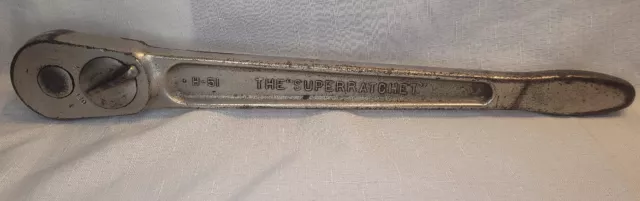 H-51 THE "SUPERRATCHET"